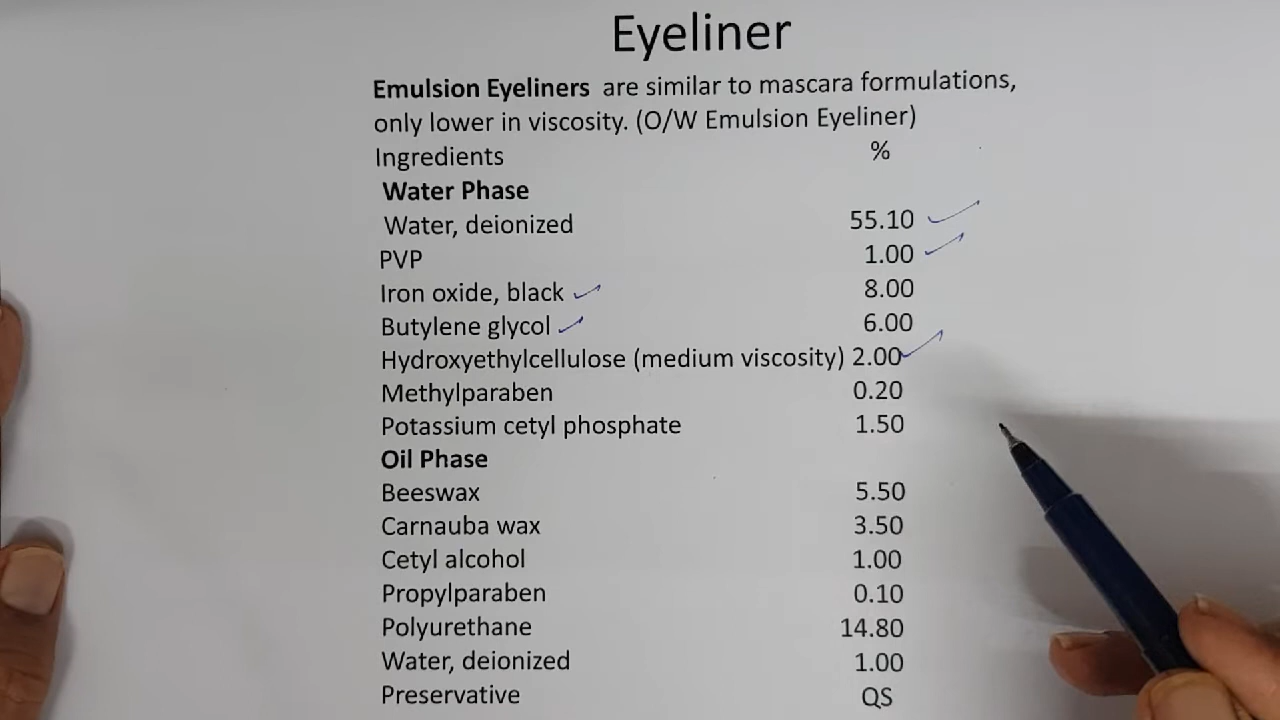 Eyeliner
Emulsion Eyeliners are similar to mascara formulations,
only lower in viscosity. (O/W Emulsion Eyeliner)
Ingredients %
Water Phase
Water, deionized 55.10
PVP 1.00
Iron oxide, black 8.00
Butylene glycol 6.00
Hydroxyethylcellulose (medium viscosity) 2.00
Methylparaben 0.20
Potassium cetyl phosphate 1.50
Oil Phase
Beeswax 5.50
Carnauba wax 3.50
Cetyl alcohol 1.00
Propylparaben 0.10
Polyurethane 14.80
Water, deionized 1.00
Preservative QS